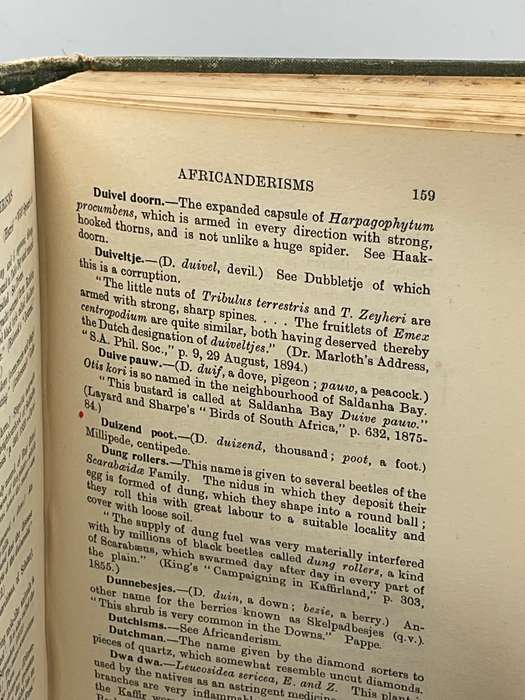 AFRICANDERISMS 159
Duivel doorn.—The expanded capsule of Harpagophytum
procumbens, which is armed in every direction with strong,
hooked thorns, and is not unlike a huge spider. See Haak-
doorn.
Duiveltje.—(D. duivel, devil.) See Dubbeltje of which
this is a corruption.
"The little nuts of Tribulus terrestris and T. Zeyheri are
armed with strong, sharp spines. . . . The fruitlets of Emex
centropodium are quite similar, both having deserved thereby
the Dutch designation of duiveltjes." (Dr. Marloth's Address,
"S.A. Phil. Soc.," p. 9, 29 August, 1894.)
Duive pauw.—(D. duif, a dove, pigeon; pauw, a peacock.)
Otis kori is so named in the neighbourhood of Saldanha Bay.
"This bustard is called at Saldanha Bay Duive pauw."
(Layard and Sharpe's "Birds of South Africa," p. 632, 1875-
84.)
Duizend poot.—(D. duizend, thousand; poot, a foot.)
Millipede, centipede.
Dung rollers.—This name is given to several beetles of the
Scarabaidæ Family. The nidus in which they deposit their
egg is formed of dung, which they shape into a round ball;
they roll this with great labour to a suitable locality and
cover with loose soil.
"The supply of dung fuel was very materially interfered
with by millions of black beetles called dung rollers, a kind
of Scarabæus, which swarmed day after day in every part of
the plain." (King's "Campaigning in Kaffirland," p. 303,
1855.)
Dunnebesjes.—(D. duin, a down; bezie, a berry.) An-
other name for the berries known as Skelpadbesjes (q.v.).
"This shrub is very common in the Downs." Pappe.
Dutchisms.—See Africanderism.
Dutchman.—The name given by the diamond sorters to
pieces of quartz, which somewhat resemble uncut diamonds.
Dwa dwa.—Leucosidea sericea, E. and Z. This plant is
used by the natives as an astringent medicine
branches are very inflammable
the Kaffir